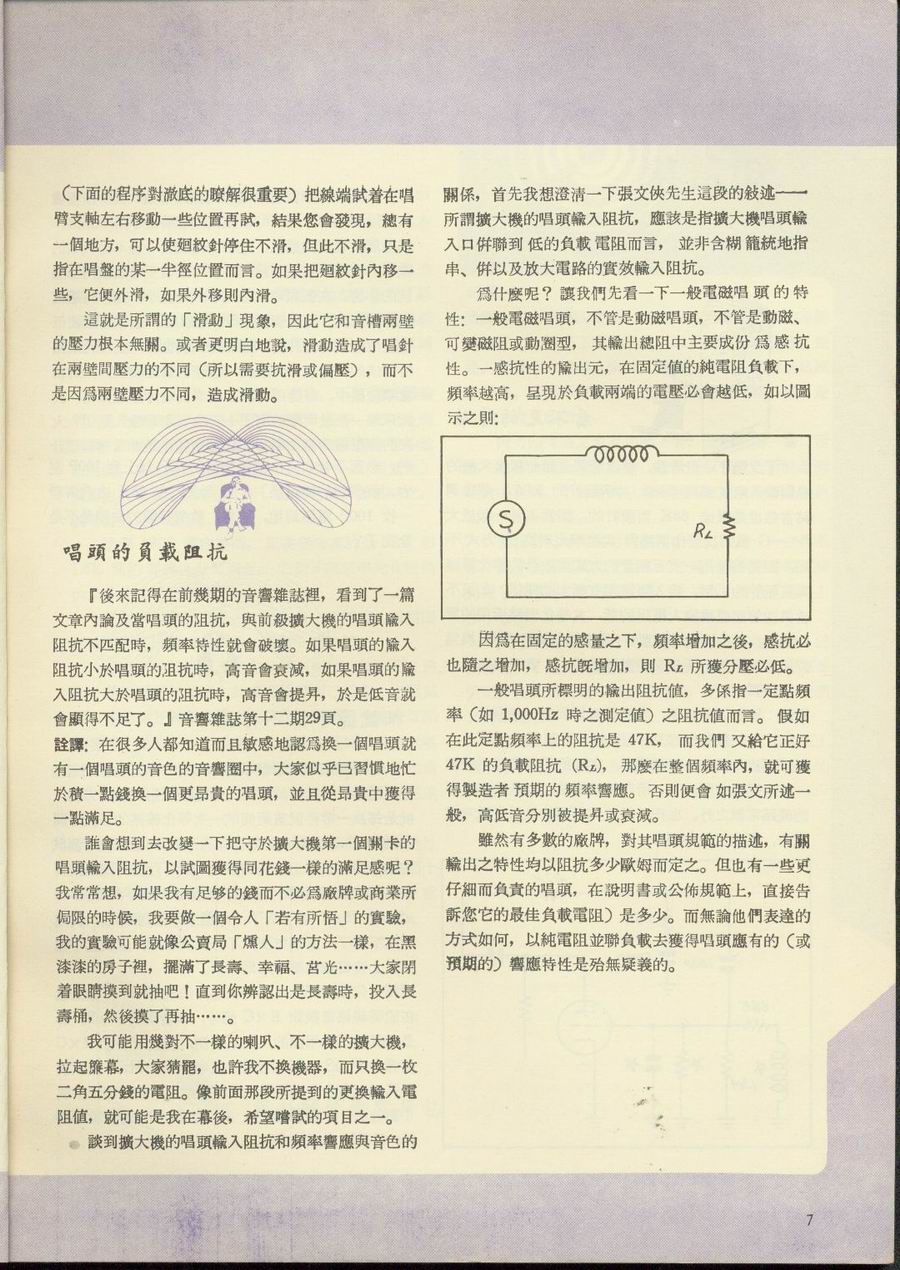 （下面的程序對澈底的瞭解很重要）把線端試着在唱
臂支軸左右移動一些位置再試，結果您會發現，總有
一個地方，可以使廻紋針停住不滑，但此不滑，只是
指在唱盤的某一半徑位置而言。如果把廻紋針內移一
些，它便外滑，如果外移則內滑。
這就是所謂的「滑動」現象，因此它和音槽兩壁
的壓力根本無關。或者更明白地說，滑動造成了唱針
在兩壁間壓力的不同（所以需要抗滑或偏壓），而不
是因爲兩壁壓力不同，造成滑動。
唱頭的負載阻抗
『後來記得在前幾期的音響雜誌裡，看到了一篇
文章內論及當唱頭的阻抗，與前級擴大機的唱頭輸入
阻抗不匹配時，頻率特性就會破壞。如果唱頭的輸入
阻抗小於唱頭的阻抗時，高音會衰減，如果唱頭的輸
入阻抗大於唱頭的阻抗時，高音會提昇，於是低音就
會顯得不足了。』音響雜誌第十二期29頁。
詮譯：在很多人都知道而且敏感地認爲換一個唱頭就
有一個唱頭的音色的音響圈中，大家似乎已習慣地忙
於積一點錢換一個更昂貴的唱頭，並且從昂貴中獲得
一點滿足。
誰會想到去改變一下把守於擴大機第一個關卡的
唱頭輸入阻抗，以試圖獲得同花錢一樣的滿足感呢？
我常常想，如果我有足够的錢而不必爲廠牌或商業所
侷限的時候，我要做一個令人「若有所悟」的實驗，
我的實驗可能就像公賣局「燻人」的方法一樣，在黑
漆漆的房子裡，擺滿了長壽、幸福、莒光……大家閉
着眼睛摸到就抽吧！直到你辨認出是長壽時，投入長
壽桶，然後摸了再抽……。
我可能用幾對不一樣的喇叭、不一樣的擴大機，
拉起簾幕，大家猜罷，也許我不換機器，而只換一枚
二角五分錢的電阻。像前面那段所提到的更換輸入電
阻值，就可能是我在幕後，希望嚐試的項目之一。
談到擴大機的唱頭輸入阻抗和頻率響應與音色的
關係，首先我想澄清一下張文俠先生這段的敍述——
所謂擴大機的唱頭輸入阻抗，應該是指擴大機唱頭輸
入口倂聯到低的負載電阻而言，並非含糊籠統地指
串、倂以及放大電路的實效輸入阻抗。
爲什麼呢？讓我們先看一下一般電磁唱頭的特
性：一般電磁唱頭，不管是動磁唱頭，不管是動磁、
可變磁阻或動圈型，其輸出總阻中主要成份爲感抗
性。一感抗性的輸出元，在固定值的純電阻負載下，
頻率越高，呈現於負載兩端的電壓必會越低，如以圖
示之則：
S
RL
因爲在固定的感量之下，頻率增加之後，感抗必
也隨之增加，感抗旣增加，則 RL 所獲分壓必低。
一般唱頭所標明的輸出阻抗值，多係指一定點頻
率（如 1,000Hz 時之測定值）之阻抗值而言。假如
在此定點頻率上的阻抗是 47K，而我們又給它正好
47K 的負載阻抗（RL），那麼在整個頻率內，就可獲
得製造者預期的頻率響應。否則便會如張文所述一
般，高低音分別被提昇或衰減。
雖然有多數的廠牌，對其唱頭規範的描述，有關
輸出之特性均以阻抗多少歐姆而定之。但也有一些更
仔細而負責的唱頭，在說明書或公佈規範上，直接告
訴您它的最佳負載電阻）是多少。而無論他們表達的
方式如何，以純電阻並聯負載去獲得唱頭應有的（或
預期的）響應特性是殆無疑義的。
7